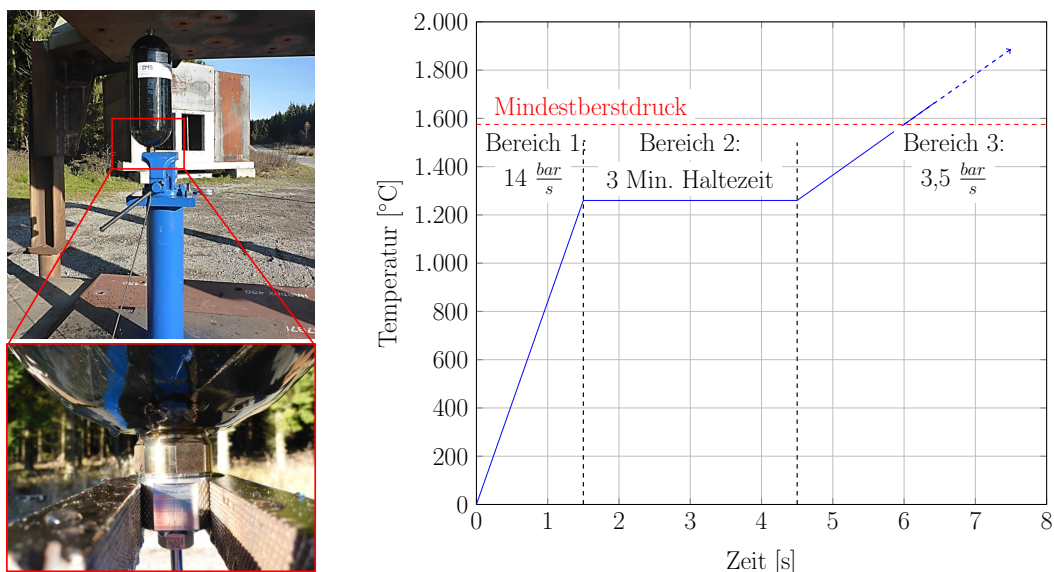 BMS
2.000
1.800
1.600
1.400
1.200
1.000
800
600
400
200
0
0 1 2 3 4 5 6 7 8
Temperatur [°C]
Zeit [s]
Mindestberstdruck
Bereich 1:
14 bar/s
Bereich 2:
3 Min. Haltezeit
Bereich 3:
3,5 bar/s